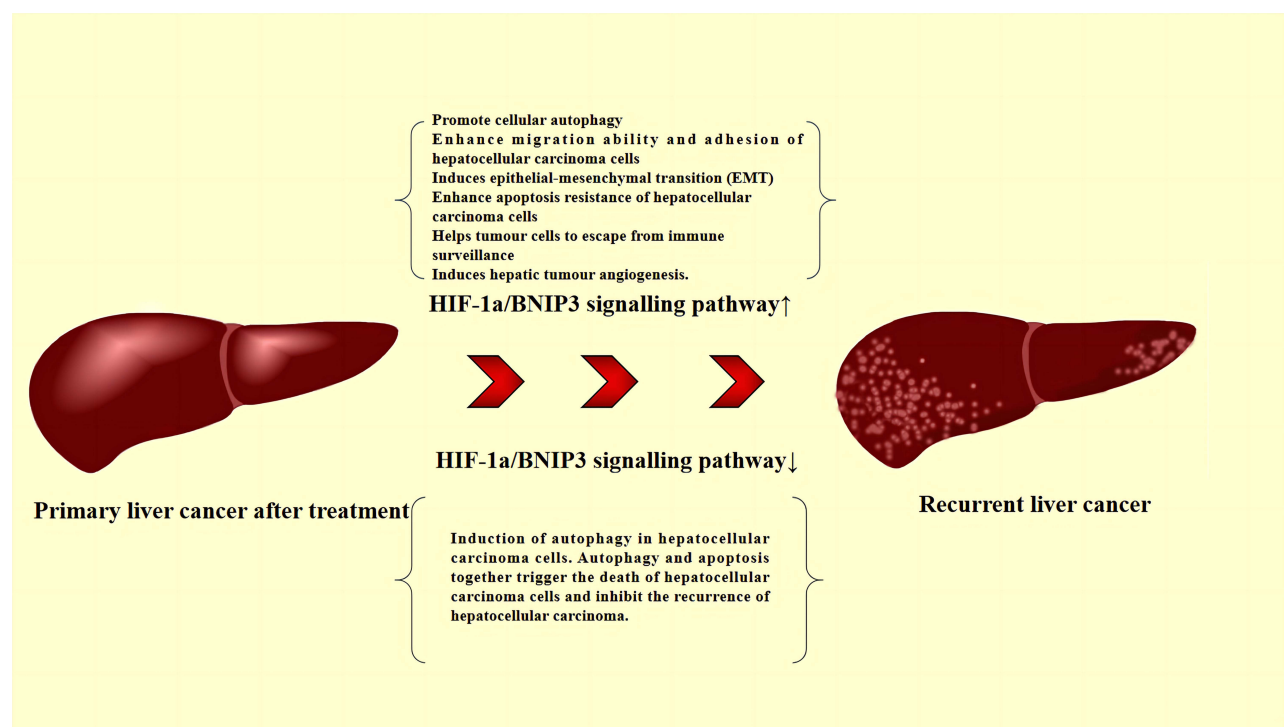 Promote cellular autophagy
Enhance migration ability and adhesion of
hepatocellular carcinoma cells
Induces epithelial-mesenchymal transition (EMT)
Enhance apoptosis resistance of hepatocellular
carcinoma cells
Helps tumour cells to escape from immune
surveillance
Induces hepatic tumour angiogenesis.
HIF-1a/BNIP3 signalling pathway↑
HIF-1a/BNIP3 signalling pathway↓
Primary liver cancer after treatment
Recurrent liver cancer
Induction of autophagy in hepatocellular
carcinoma cells. Autophagy and apoptosis
together trigger the death of hepatocellular
carcinoma cells and inhibit the recurrence of
hepatocellular carcinoma.